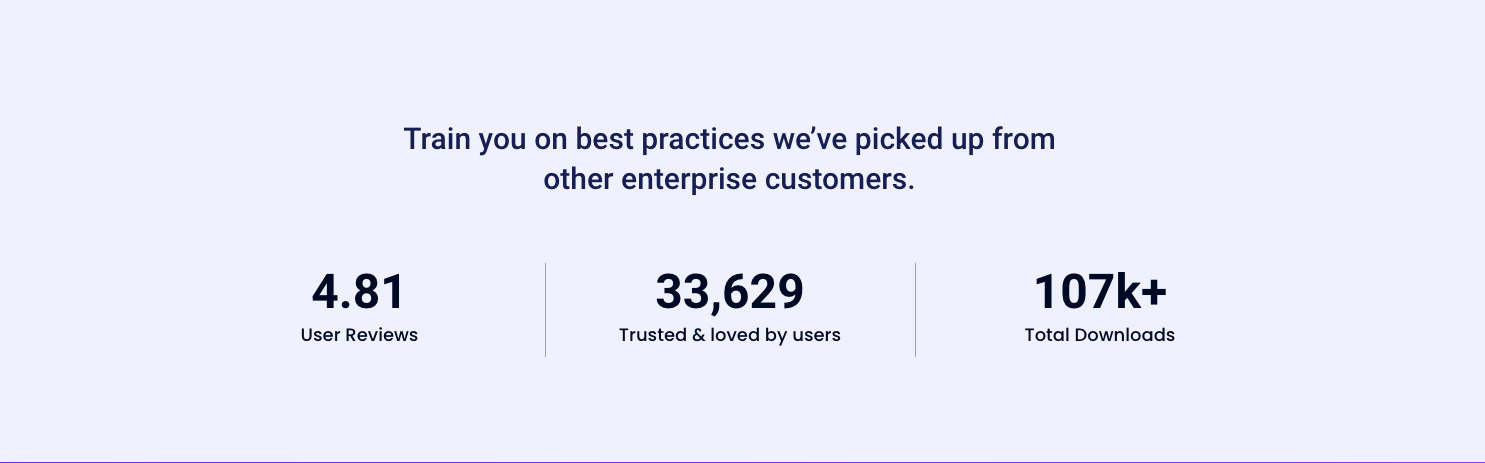 Train you on best practices we’ve picked up from
other enterprise customers.
4.81
User Reviews
33,629
Trusted & loved by users
107k+
Total Downloads